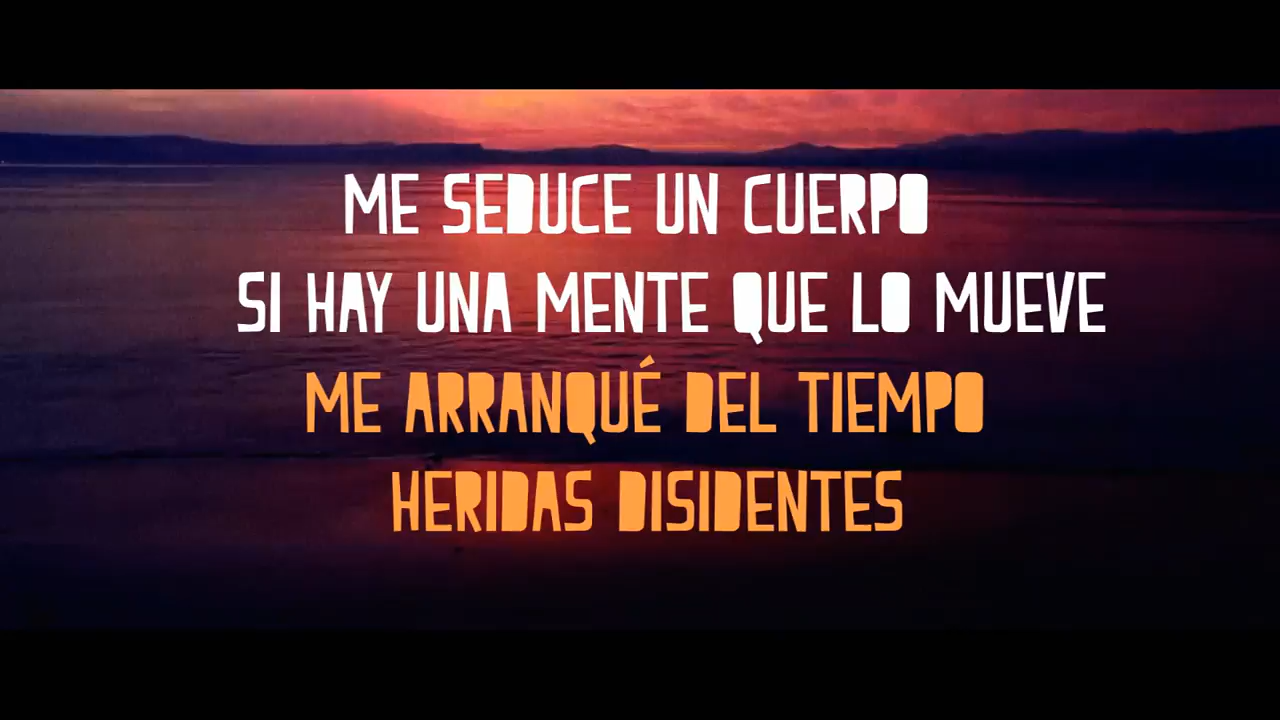 ME SEDUCE UN CUERPO
SI HAY UNA MENTE QUE LO MUEVE
ME ARRANQUÉ DEL TIEMPO
HERIDAS DISIDENTES